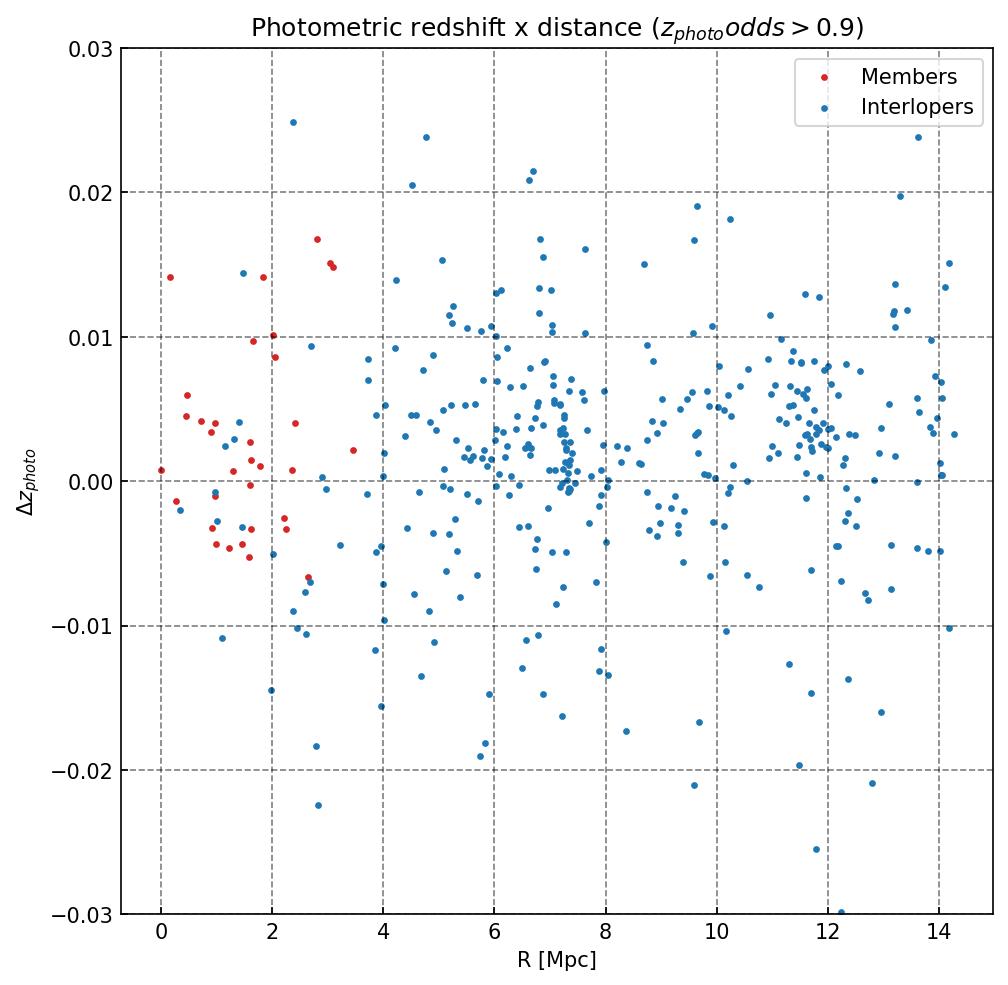 Photometric redshift x distance ($z_{photo}odds > 0.9$)
Members
Interlopers
0.03
0.02
0.01
0.00
−0.01
−0.02
−0.03
$\Delta z_{photo}$
0 2 4 6 8 10 12 14
R [Mpc]